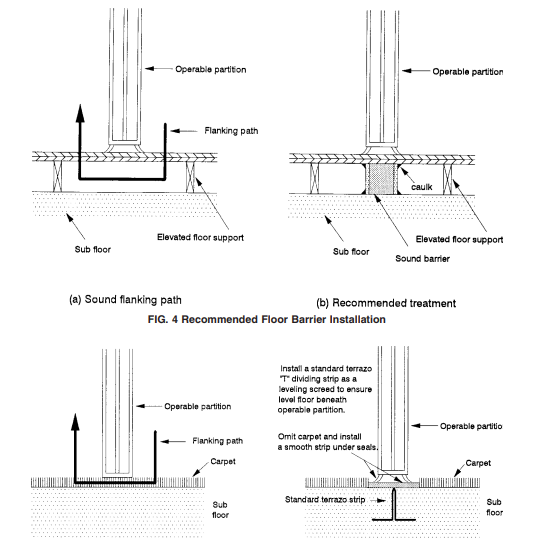 Operable partition
Flanking path
Elevated floor support
Sub floor
(a) Sound flanking path
Operable partition
caulk
Elevated floor support
Sub floor
Sound barrier
(b) Recommended treatment
FIG. 4 Recommended Floor Barrier Installation
Operable partition
Flanking path
Carpet
Sub
floor
Install a standard terrazo
"T" dividing strip as a
leveling screed to ensure
level floor beneath
operable partition.
Operable partitio
Omit carpet and install
a smooth strip under seals.
Carpet
Standard terrazo strip
Sub
floor